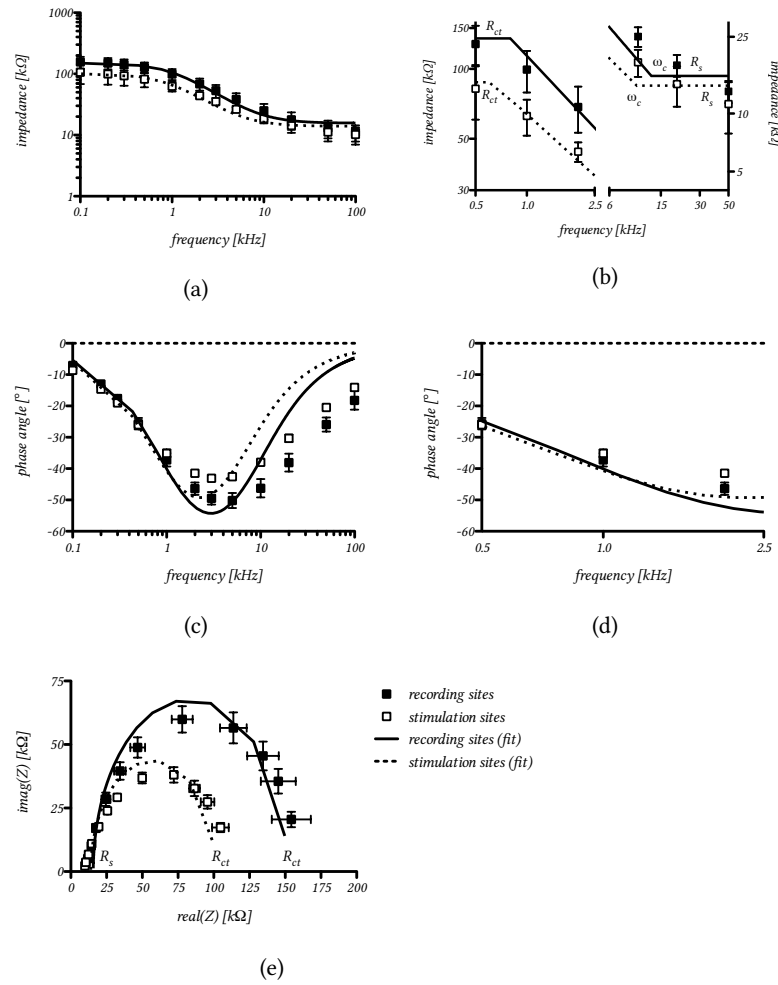 1000
100
10
1
impedance [kΩ]
0.1 1 10 100
frequency [kHz]
(a)
150
100
50
30
impedance [kΩ]
R_ct
R_ct
ω_c R_s
ω_c R_s
25
10
5
0.5 1.0 2.5 6 15 30 50
frequency [kHz]
(b)
0
-10
-20
-30
-40
-50
-60
phase angle [°]
0.1 1 10 100
frequency [kHz]
(c)
0
-10
-20
-30
-40
-50
-60
phase angle [°]
0.5 1.0 2.5
frequency [kHz]
(d)
75
50
25
0
imag(Z) [kΩ]
R_s R_ct R_ct
0 25 50 75 100 125 150 175 200
real(Z) [kΩ]
recording sites
stimulation sites
recording sites (fit)
stimulation sites (fit)
(e)